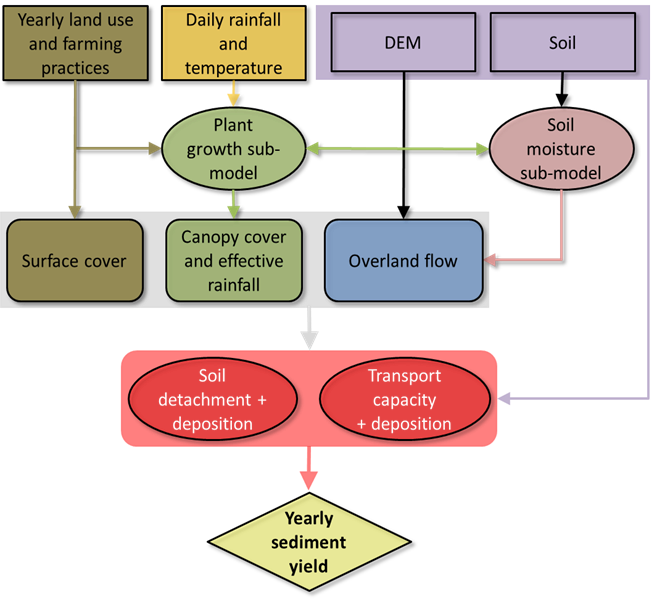 Yearly land use
and farming
practices
Daily rainfall
and
temperature
DEM
Soil
Plant
growth sub-
model
Soil
moisture
sub-model
Surface cover
Canopy cover
and effective
rainfall
Overland flow
Soil
detachment +
deposition
Transport
capacity
+ deposition
Yearly
sediment
yield